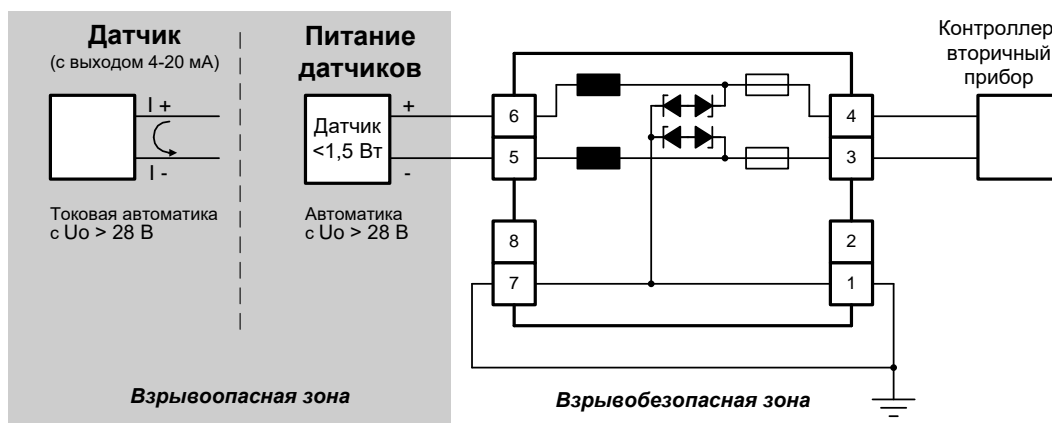 Датчик
(с выходом 4-20 мА)
I +
I -
Токовая автоматика
с Uo > 28 В
Питание
датчиков
Датчик
<1,5 Вт
+
-
Автоматика
с Uo > 28 В
Взрывоопасная зона
6
5
8
7
4
3
2
1
Контроллер,
вторичный
прибор
Взрывобезопасная зона